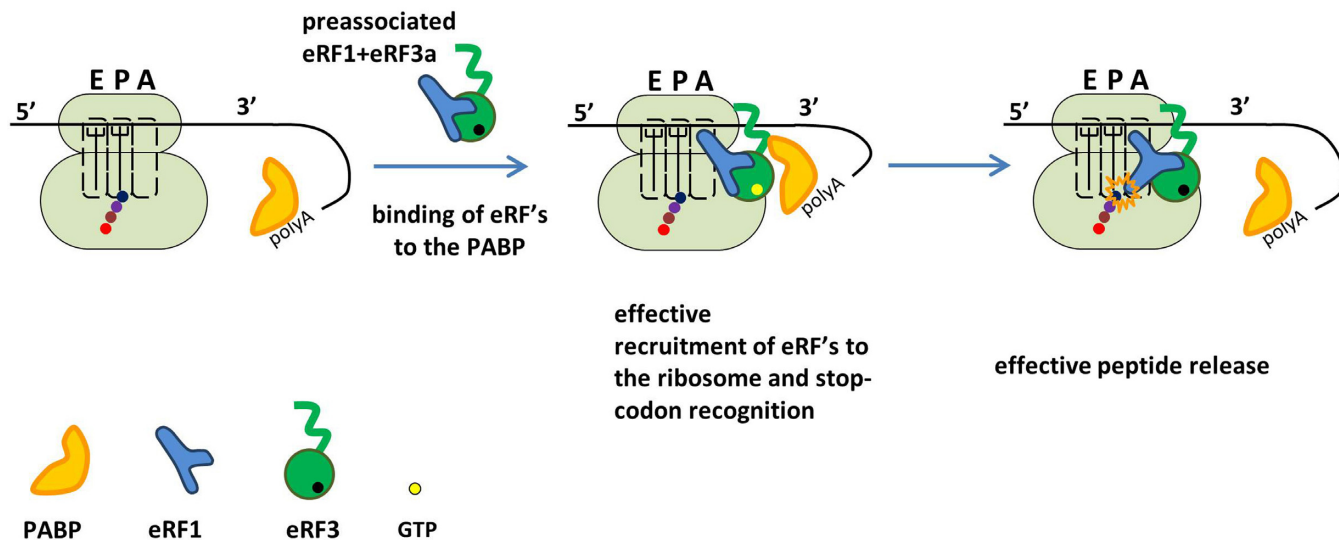 preassociated
eRF1+eRF3a
E P A
5’
3’
polyA
binding of eRF’s
to the PABP
E P A
5’
3’
polyA
effective
recruitment of eRF’s to
the ribosome and stop-
codon recognition
E P A
5’
3’
polyA
effective peptide release
PABP
eRF1
eRF3
GTP